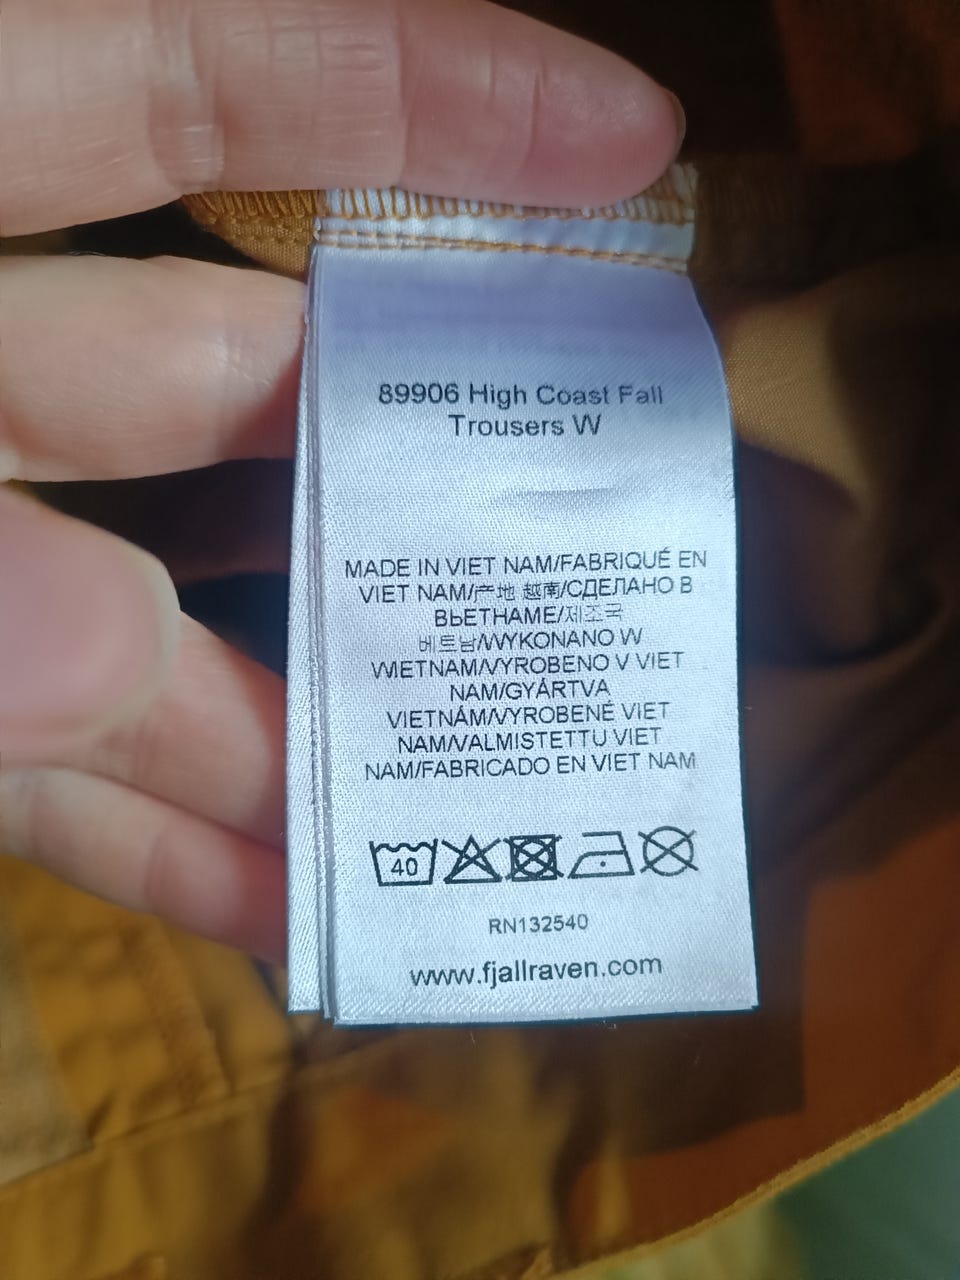 89906 High Coast Fall
Trousers W
MADE IN VIET NAM/FABRIQUÉ EN
VIET NAM/产地 越南/СДЕЛАНО В
ВЬЕТНАМЕ/제조국
베트남/WYKONANO W
WIETNAM/VYROBENO V VIET
NAM/GYÁRTVA
VIETNÁM/VYROBENÉ VIET
NAM/VALMISTETTU VIET
NAM/FABRICADO EN VIET NAM
40
RN132540
www.fjallraven.com